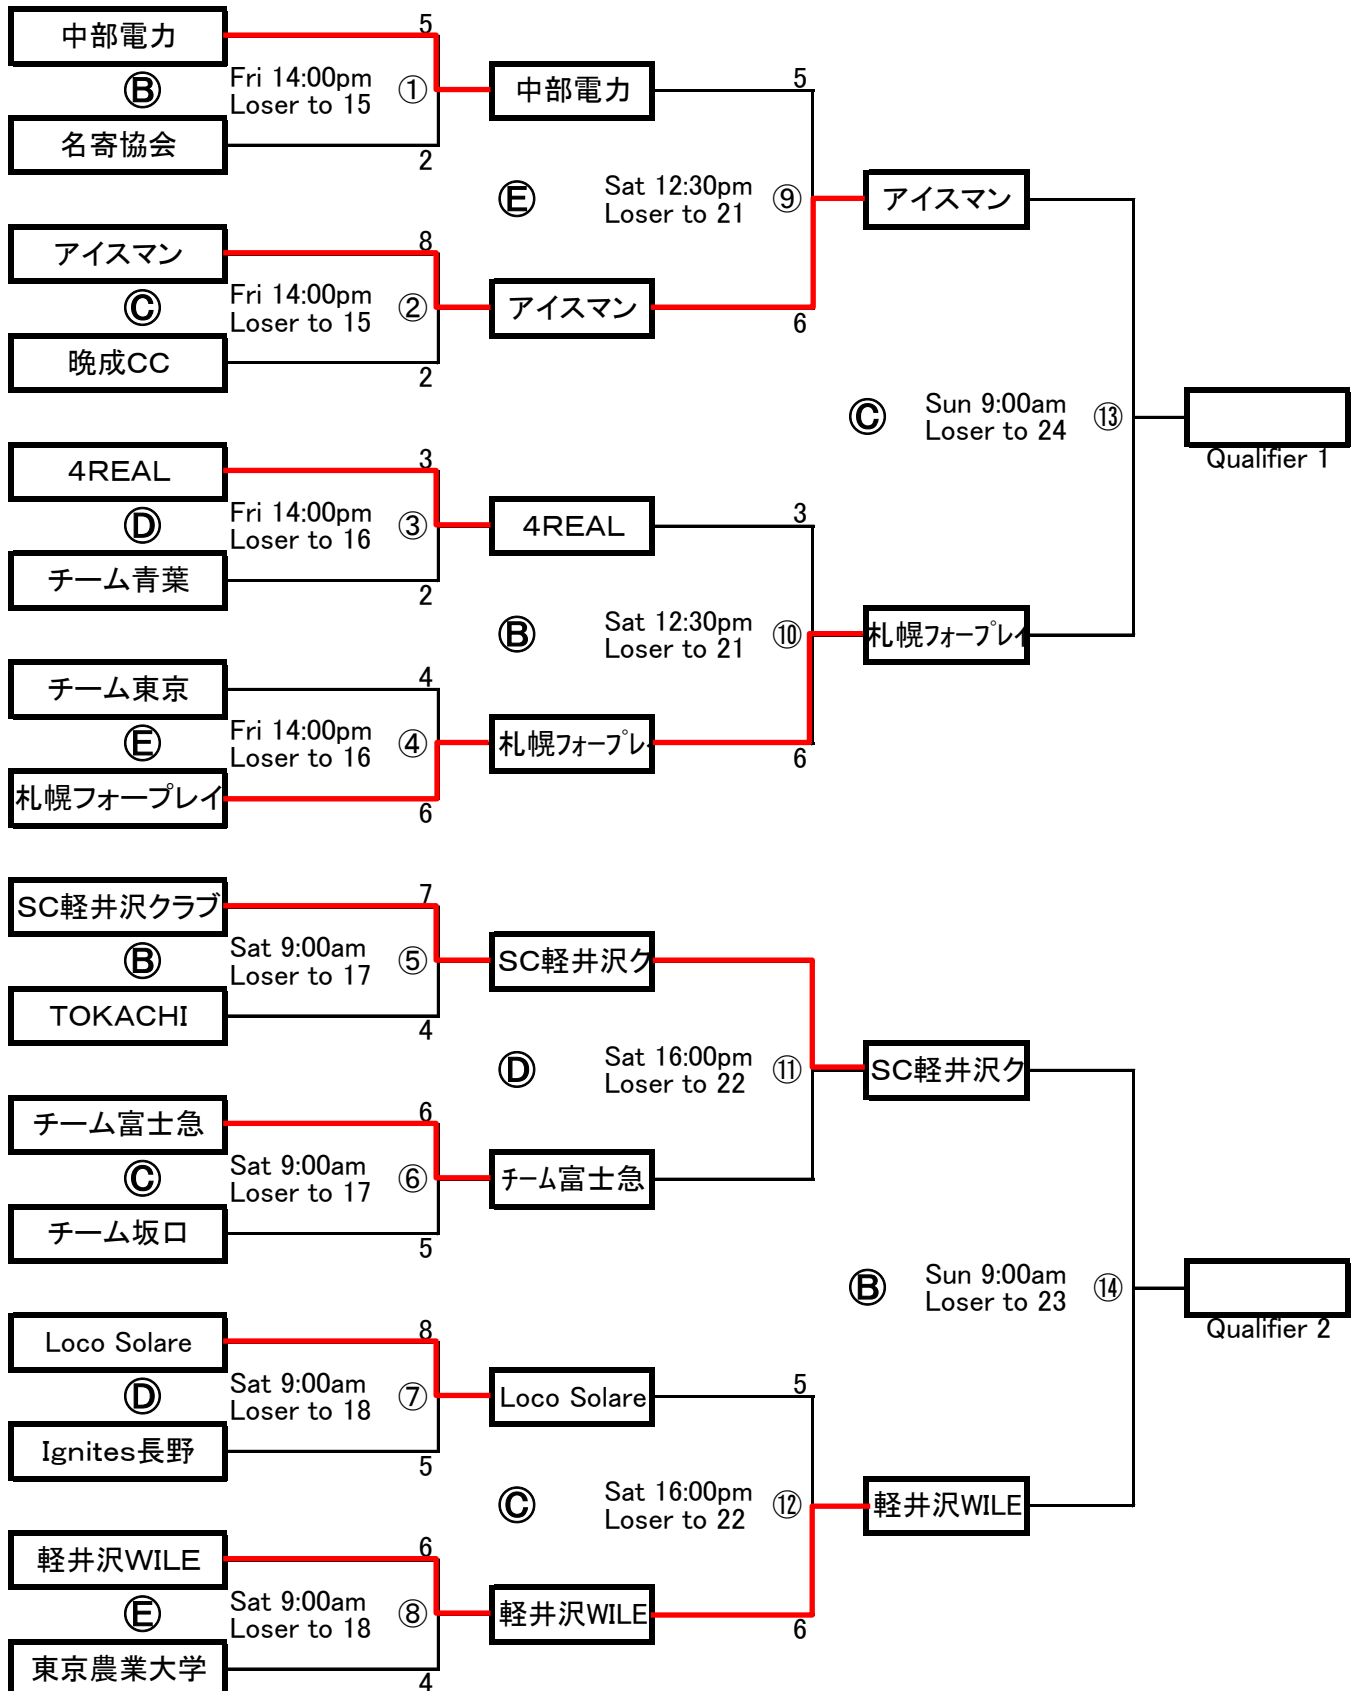 中部電力
5
Ⓑ
Fri 14:00pm
Loser to 15
①
名寄協会
2
中部電力
5
Ⓔ
Sat 12:30pm
Loser to 21
⑨
アイスマン
8
Ⓒ
Fri 14:00pm
Loser to 15
②
晩成CC
2
アイスマン
6
アイスマン
Ⓒ
Sun 9:00am
Loser to 24
⑬
Qualifier 1
4REAL
3
Ⓓ
Fri 14:00pm
Loser to 16
③
チーム青葉
2
4REAL
3
Ⓑ
Sat 12:30pm
Loser to 21
⑩
チーム東京
4
Ⓔ
Fri 14:00pm
Loser to 16
④
札幌フォープレイ
6
札幌フォープレイ
6
札幌フォープレイ
SC軽井沢クラブ
7
Ⓑ
Sat 9:00am
Loser to 17
⑤
TOKACHI
4
SC軽井沢ク
Ⓓ
Sat 16:00pm
Loser to 22
⑪
チーム富士急
6
Ⓒ
Sat 9:00am
Loser to 17
⑥
チーム坂口
5
チーム富士急
SC軽井沢ク
Ⓑ
Sun 9:00am
Loser to 23
⑭
Qualifier 2
Loco Solare
8
Ⓓ
Sat 9:00am
Loser to 18
⑦
Ignites長野
5
Loco Solare
5
Ⓒ
Sat 16:00pm
Loser to 22
⑫
軽井沢WILE
6
Ⓔ
Sat 9:00am
Loser to 18
⑧
東京農業大学
4
軽井沢WILE
6
軽井沢WILE